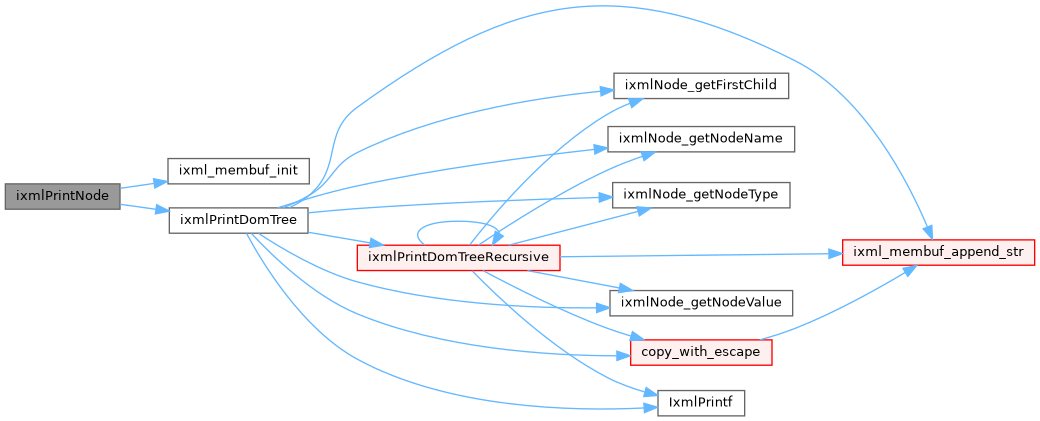 ixmlPrintNode
ixml_membuf_init
ixmlPrintDomTree
ixmlPrintDomTreeRecursive
ixmlNode_getFirstChild
ixmlNode_getNodeName
ixmlNode_getNodeType
ixmlNode_getNodeValue
copy_with_escape
IxmlPrintf
ixml_membuf_append_str